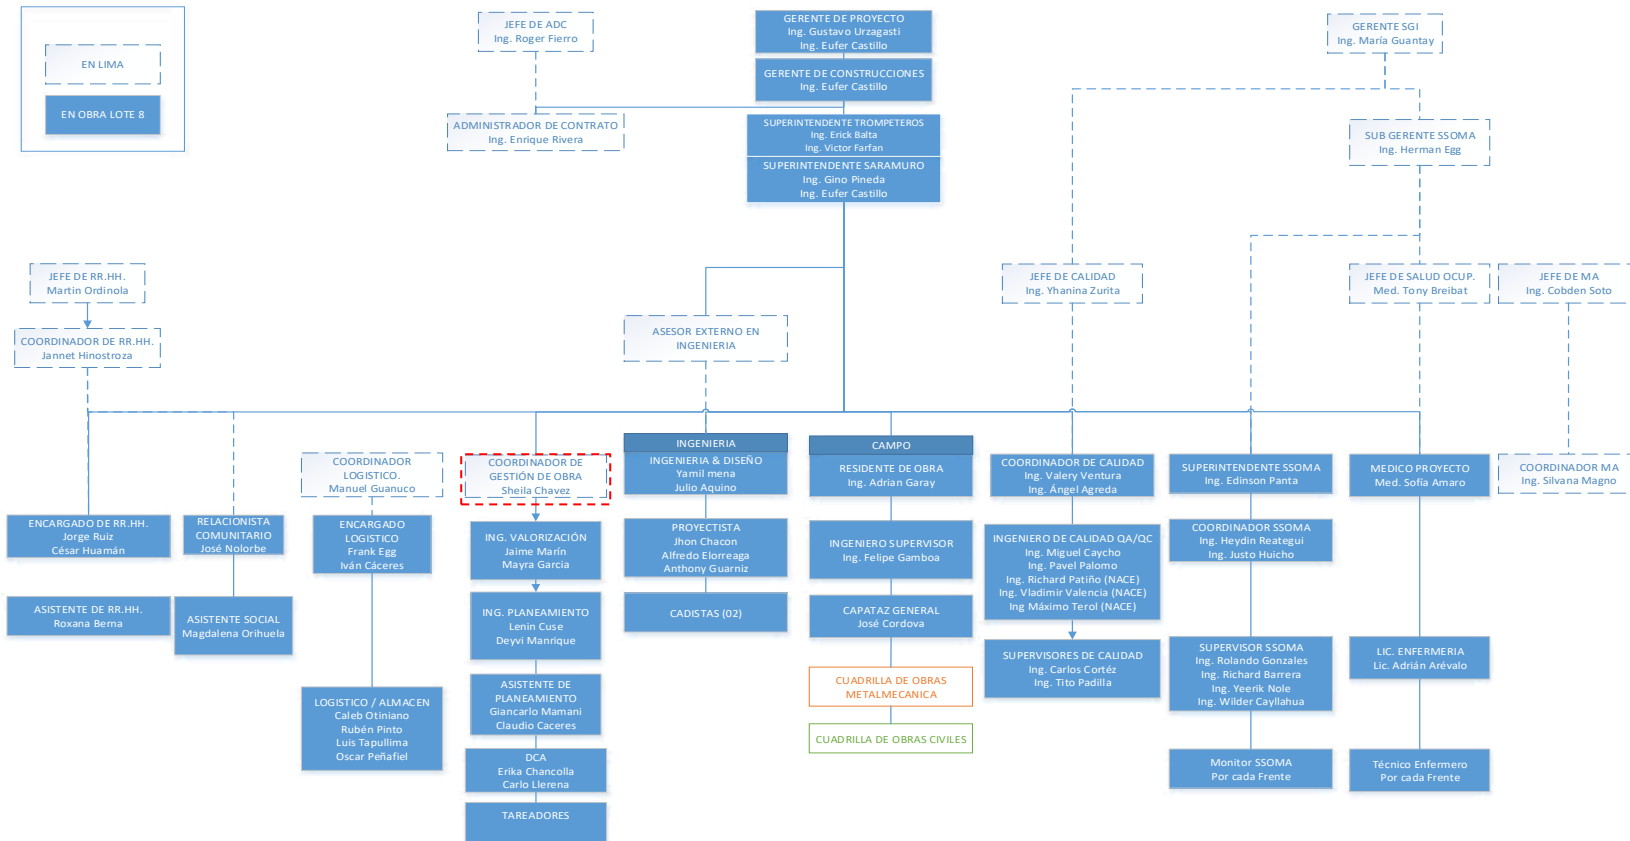 EN LIMA
EN OBRA LOTE 8
JEFE DE ADC
Ing. Roger Fierro
GERENTE DE PROYECTO
Ing. Gustavo Urzagasti
Ing. Eufer Castillo
GERENTE SGI
Ing. María Guantay
GERENTE DE CONSTRUCCIONES
Ing. Eufer Castillo
ADMINISTRADOR DE CONTRATO
Ing. Enrique Rivera
SUPERINTENDENTE TROMPETEROS
Ing. Erick Balta
Ing. Victor Farfan
SUPERINTENDENTE SARAMURO
Ing. Gino Pineda
Ing. Eufer Castillo
SUB GERENTE SSOMA
Ing. Herman Egg
JEFE DE RR.HH.
Martin Ordinola
COORDINADOR DE RR.HH.
Jannet Hinostroza
ASESOR EXTERNO EN
INGENIERIA
JEFE DE CALIDAD
Ing. Yhanina Zurita
JEFE DE SALUD OCUP.
Med. Tony Breibat
JEFE DE MA
Ing. Cobden Soto
ENCARGADO DE RR.HH.
Jorge Ruiz
César Huamán
ASISTENTE DE RR.HH.
Roxana Berna
RELACIONISTA
COMUNITARIO
José Nolorbe
ASISTENTE SOCIAL
Magdalena Orihuela
COORDINADOR
LOGISTICO.
Manuel Guanuco
ENCARGADO
LOGISTICO
Frank Egg
Iván Cáceres
LOGISTICO / ALMACEN
Caleb Otiniano
Rubén Pinto
Luis Tapullima
Oscar Peñafiel
COORDINADOR DE
GESTIÓN DE OBRA
Sheila Chavez
ING. VALORIZACIÓN
Jaime Marín
Mayra Garcia
ING. PLANEAMIENTO
Lenin Cuse
Deyvi Manrique
ASISTENTE DE
PLANEAMIENTO
Giancarlo Mamani
Claudio Caceres
DCA
Erika Chancolla
Carlo Llerena
TAREADORES
INGENIERIA
INGENIERIA & DISEÑO
Yamil mena
Julio Aquino
PROYECTISTA
Jhon Chacon
Alfredo Elorreaga
Anthony Guarniz
CADISTAS (02)
CAMPO
RESIDENTE DE OBRA
Ing. Adrian Garay
INGENIERO SUPERVISOR
Ing. Felipe Gamboa
CAPATAZ GENERAL
José Cordova
CUADRILLA DE OBRAS
METALMECANICA
CUADRILLA DE OBRAS CIVILES
COORDINADOR DE CALIDAD
Ing. Valery Ventura
Ing. Ángel Agreda
INGENIERO DE CALIDAD QA/QC
Ing. Miguel Caycho
Ing. Pavel Palomo
Ing. Richard Patiño (NACE)
Ing. Vladimir Valencia (NACE)
Ing Máximo Terol (NACE)
SUPERVISORES DE CALIDAD
Ing. Carlos Cortéz
Ing. Tito Padilla
SUPERINTENDENTE SSOMA
Ing. Edinson Panta
COORDINADOR SSOMA
Ing. Heydin Reategui
Ing. Justo Huicho
SUPERVISOR SSOMA
Ing. Rolando Gonzales
Ing. Richard Barrera
Ing. Yeerik Nole
Ing. Wilder Cayllahua
Monitor SSOMA
Por cada Frente
MEDICO PROYECTO
Med. Sofía Amaro
LIC. ENFERMERIA
Lic. Adrián Arévalo
Técnico Enfermero
Por cada Frente
COORDINADOR MA
Ing. Silvana Magno